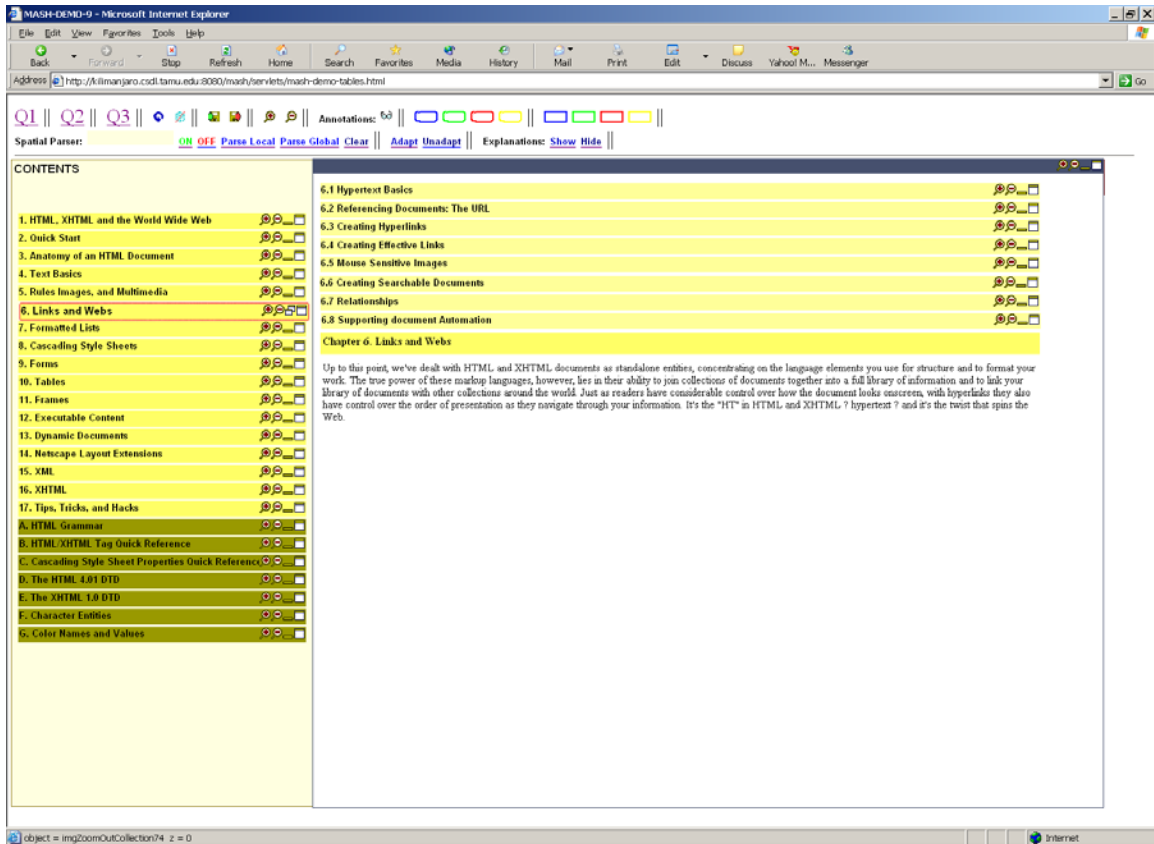 MASH-DEMO-9 - Microsoft Internet Explorer
File Edit View Favorites Tools Help
Back Forward Stop Refresh Home Search Favorites Media History Mail Print Edit Discuss Yahoo! M... Messenger
Address http://kilimanjaro.csdl.tamu.edu:8080/mash/servlets/mash-demo-tables.html Go
Q1 || Q2 || Q3 || Annotations:
Spatial Parser: ON OFF Parse Local Parse Global Clear || Adapt Unadapt || Explanations: Show Hide ||
CONTENTS
1. HTML, XHTML and the World Wide Web
2. Quick Start
3. Anatomy of an HTML Document
4. Text Basics
5. Rules Images, and Multimedia
6. Links and Webs
7. Formatted Lists
8. Cascading Style Sheets
9. Forms
10. Tables
11. Frames
12. Executable Content
13. Dynamic Documents
14. Netscape Layout Extensions
15. XML
16. XHTML
17. Tips, Tricks, and Hacks
A. HTML Grammar
B. HTML/XHTML Tag Quick Reference
C. Cascading Style Sheet Properties Quick Reference
D. The HTML 4.01 DTD
E. The XHTML 1.0 DTD
F. Character Entities
G. Color Names and Values
6.1 Hypertext Basics
6.2 Referencing Documents: The URL
6.3 Creating Hyperlinks
6.4 Creating Effective Links
6.5 Mouse Sensitive Images
6.6 Creating Searchable Documents
6.7 Relationships
6.8 Supporting document Automation
Chapter 6. Links and Webs
Up to this point, we've dealt with HTML and XHTML documents as standalone entities, concentrating on the language elements you use for structure and to format your
work. The true power of these markup languages, however, lies in their ability to join collections of documents together into a full library of information and to link your
library of documents with other collections around the world. Just as readers have considerable control over how the document looks onscreen, with hyperlinks they also
have control over the order of presentation as they navigate through your information. It's the "HT" in HTML and XHTML ? hypertext ? and it's the twist that spins the
Web.
object = imgZoomOutCollection74 z = 0
Internet